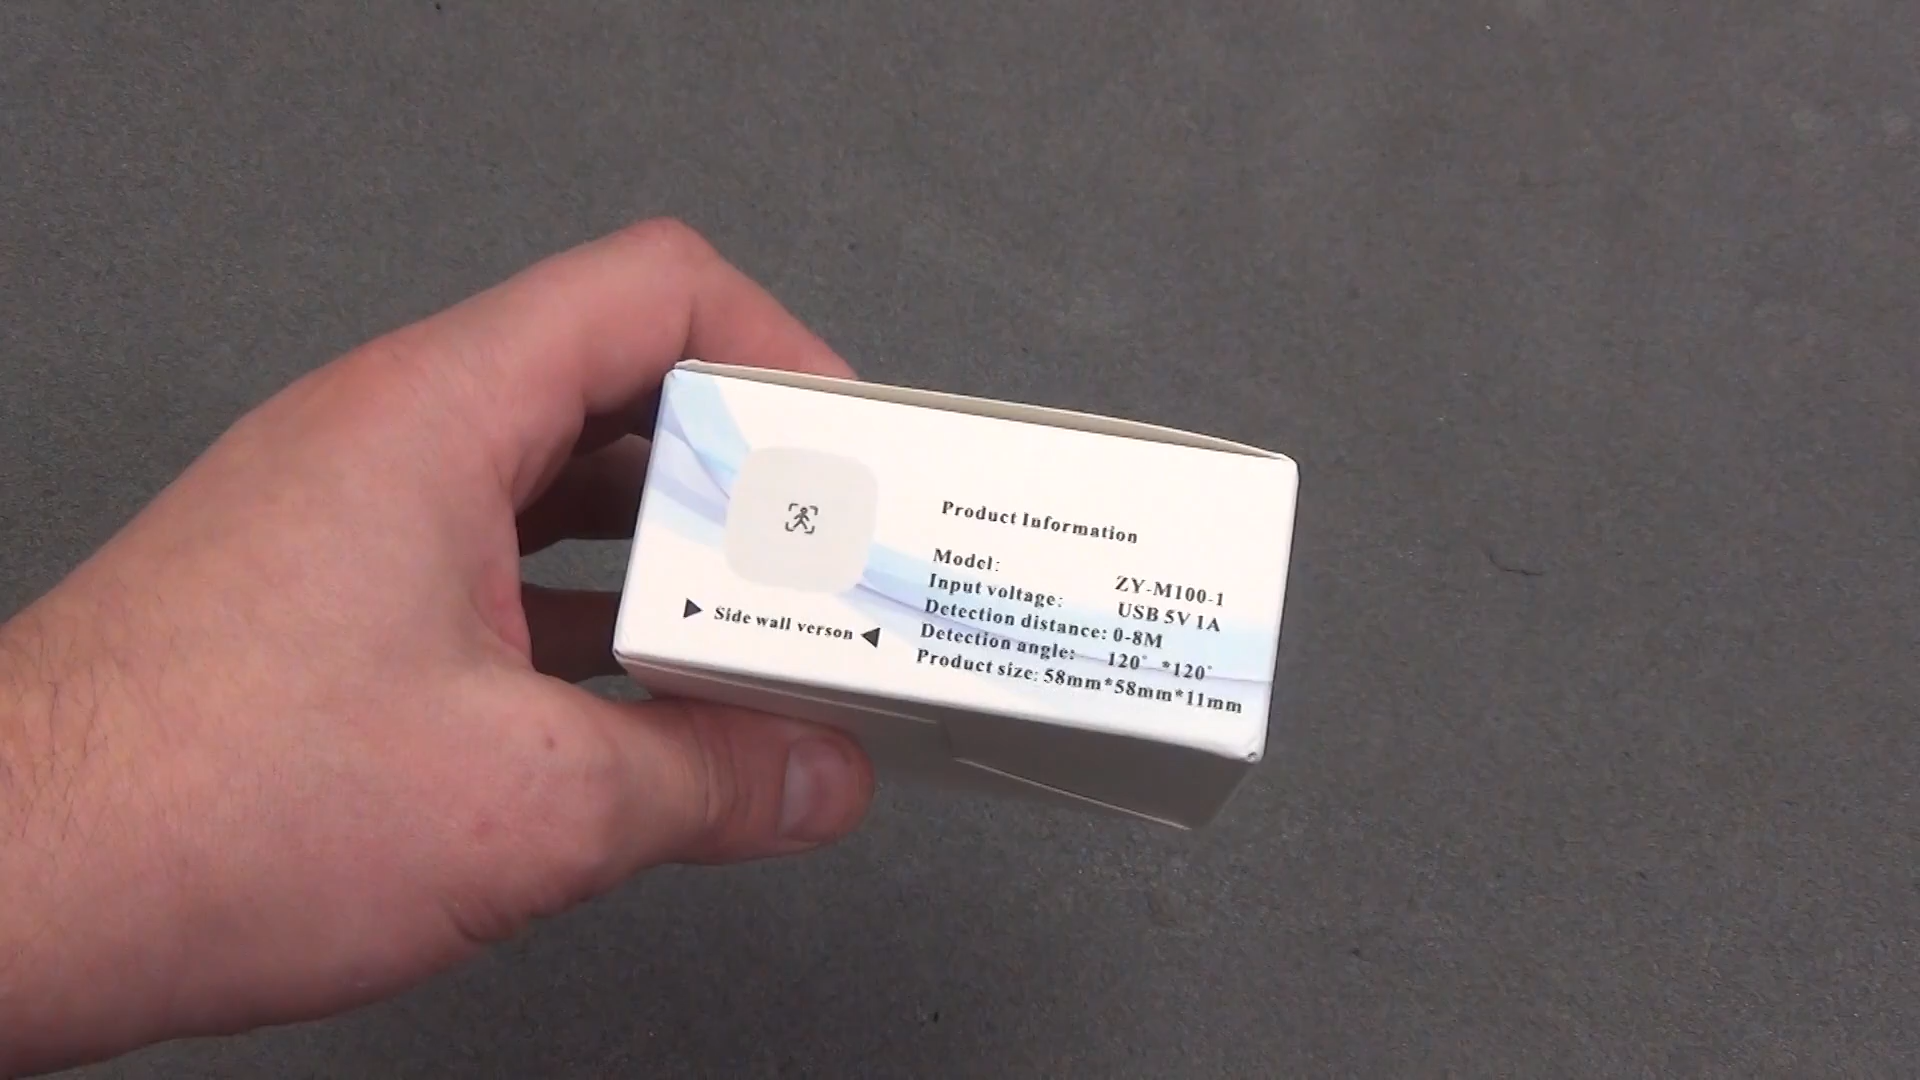 Product Information
Model: ZY-M100-1
Input voltage: USB 5V 1A
Detection distance: 0-8M
Detection angle: 120° *120°
Product size: 58mm*58mm*11mm
Side wall verson